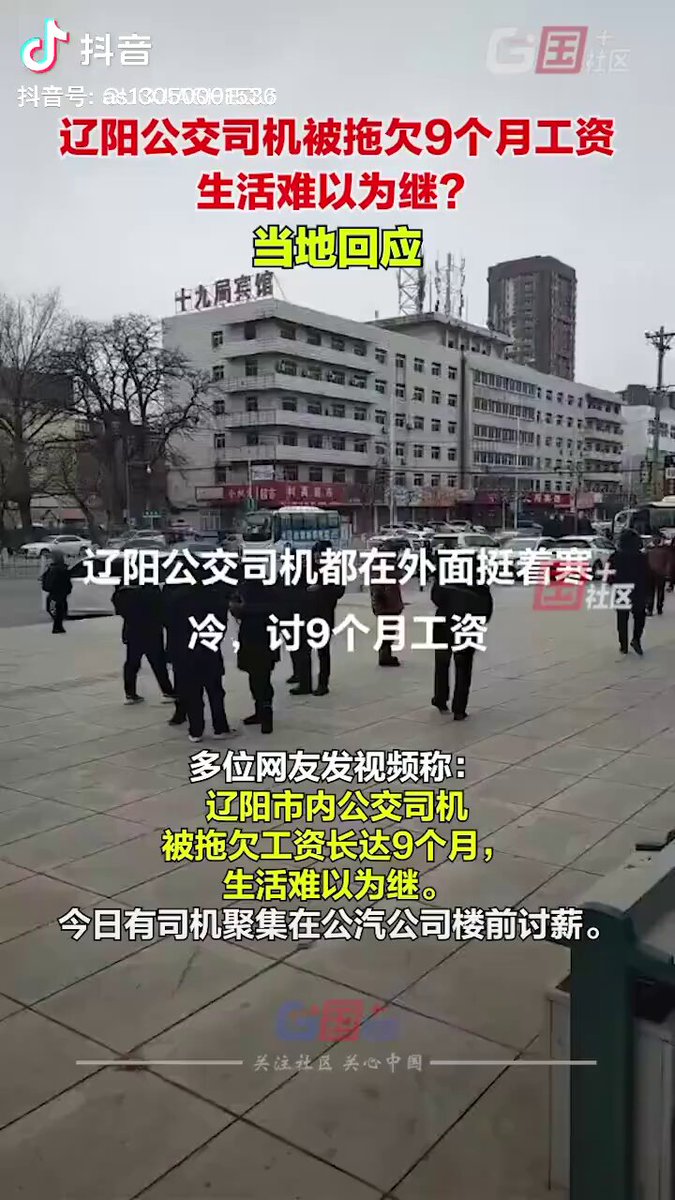 抖音
G国+社区
抖音号:
辽阳公交司机被拖欠9个月工资
生活难以为继?
当地回应
十九局宾馆
辽阳公交司机都在外面挺着寒
冷，讨9个月工资
国+社区
多位网友发视频称：
辽阳市内公交司机
被拖欠工资长达9个月，
生活难以为继。
今日有司机聚集在公汽公司楼前讨薪。
G国
关注社区 关心中国